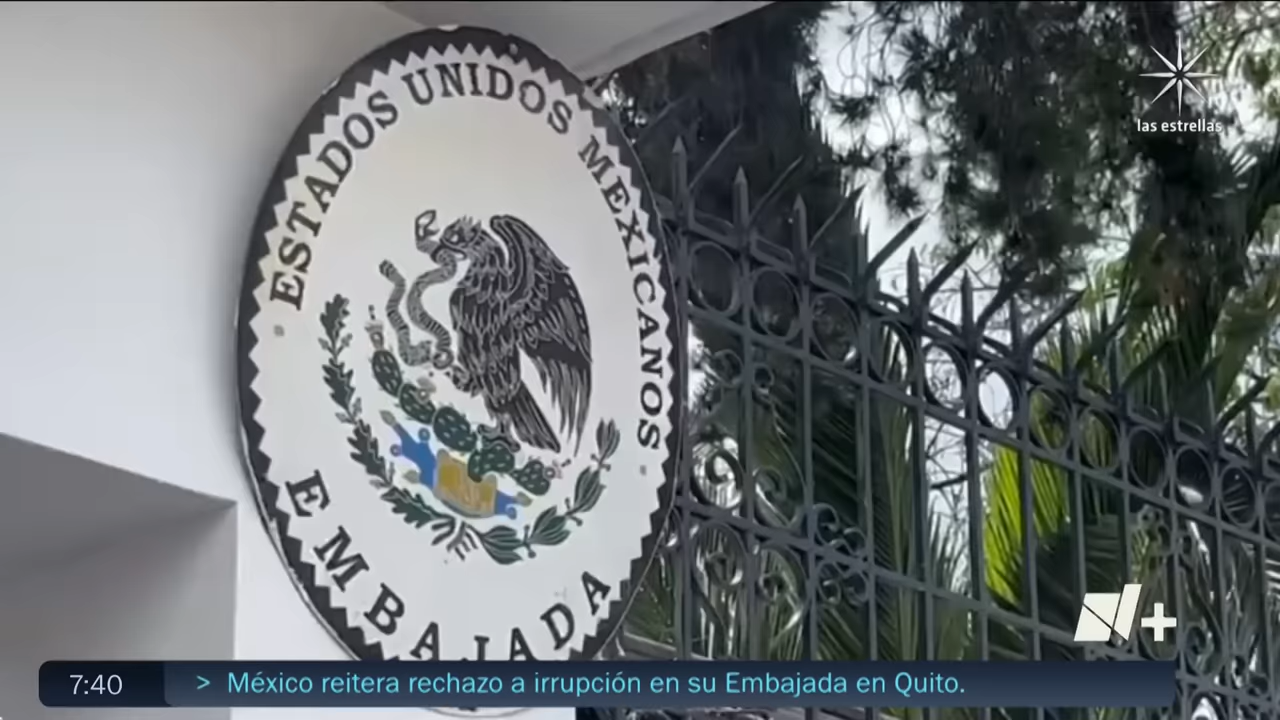 ESTADOS UNIDOS MEXICANOS
EMBAJADA
las estrellas
N+
7:40
> México reitera rechazo a irrupción en su Embajada en Quito.